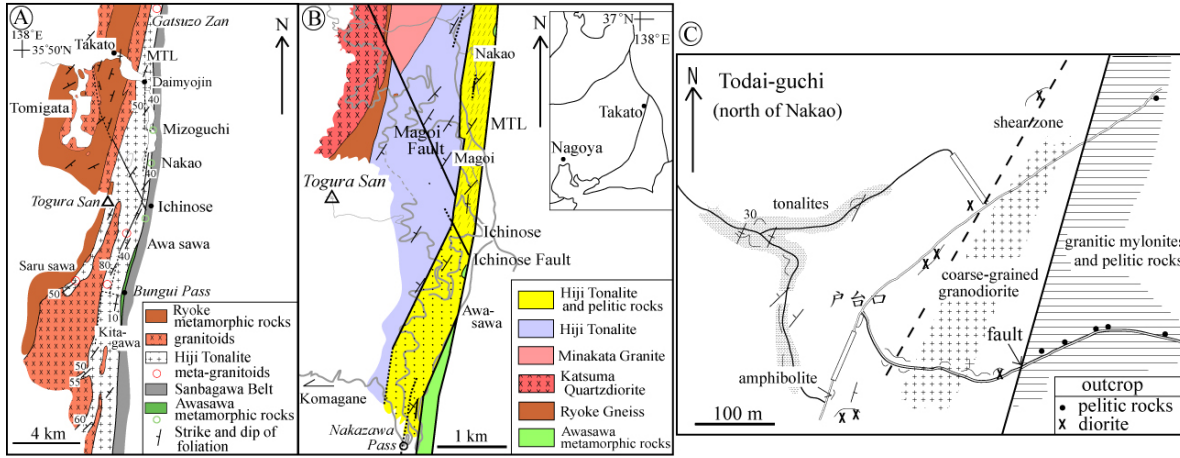 A
Gatsuzo Zan
138°E
35°50'N
Takato
MTL
N
Daimyojin
50
40
Tomigata
Mizoguchi
Nakao
40
Togura San
Ichinose
Awa sawa
Saru sawa
80
40
50
Bungui Pass
10
Kita-
gawa
50
55
60
4 km
Ryoke
metamorphic rocks
granitoids
Hiji Tonalite
meta-granitoids
Sanbagawa Belt
Awasawa
metamorphic rocks
Strike and dip of
foliation
B
Nakao
N
MTL
Magoi
Fault
Magoi
Togura San
Ichinose
Ichinose Fault
Awa-
sawa
Komagane
Nakazawa
Pass
1 km
37°N
138°E
Takato
Nagoya
Hiji Tonalite
and pelitic rocks
Hiji Tonalite
Minakata Granite
Katsuma
Quartzdiorite
Ryoke Gneiss
Awasawa
metamorphic rocks
C
N
Todai-guchi
(north of Nakao)
shear zone
30
tonalites
granitic mylonites
and pelitic rocks
coarse-grained
granodiorite
戸台口
fault
amphibolite
100 m
outcrop
pelitic rocks
diorite